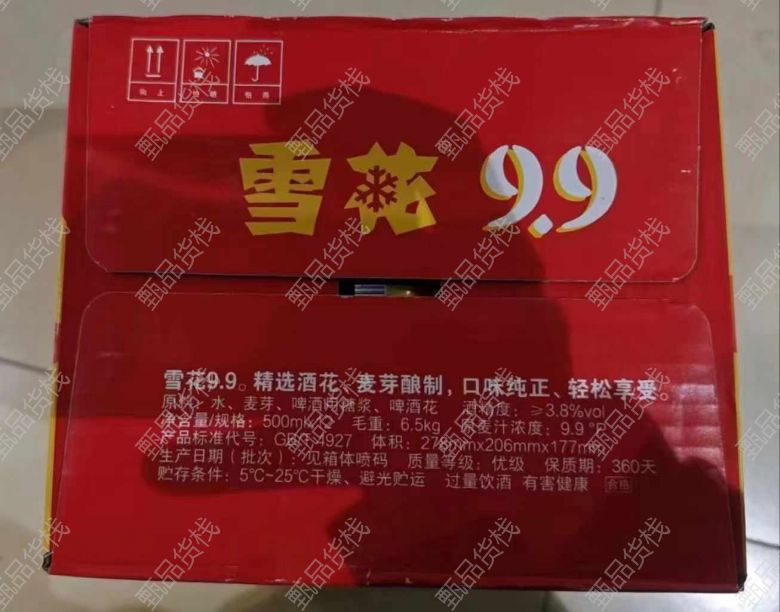 向上 怕雨
雪花 9.9
雪花9.9。精选酒花、麦芽酿制，口味纯正、轻松享受。
原料：水、麦芽、啤酒用糖浆、啤酒花 酒精度：≥3.8%vol
净含量/规格：500ml 毛重：6.5kg 原麦汁浓度：9.9 °P
产品标准代号：GB/T 4927 体积：278mmx206mmx177mm
生产日期（批次）：见箱体喷码 质量等级：优级 保质期：360天
贮存条件：5℃~25℃干燥、避光贮运 过量饮酒 有害健康 合格
甄品货栈